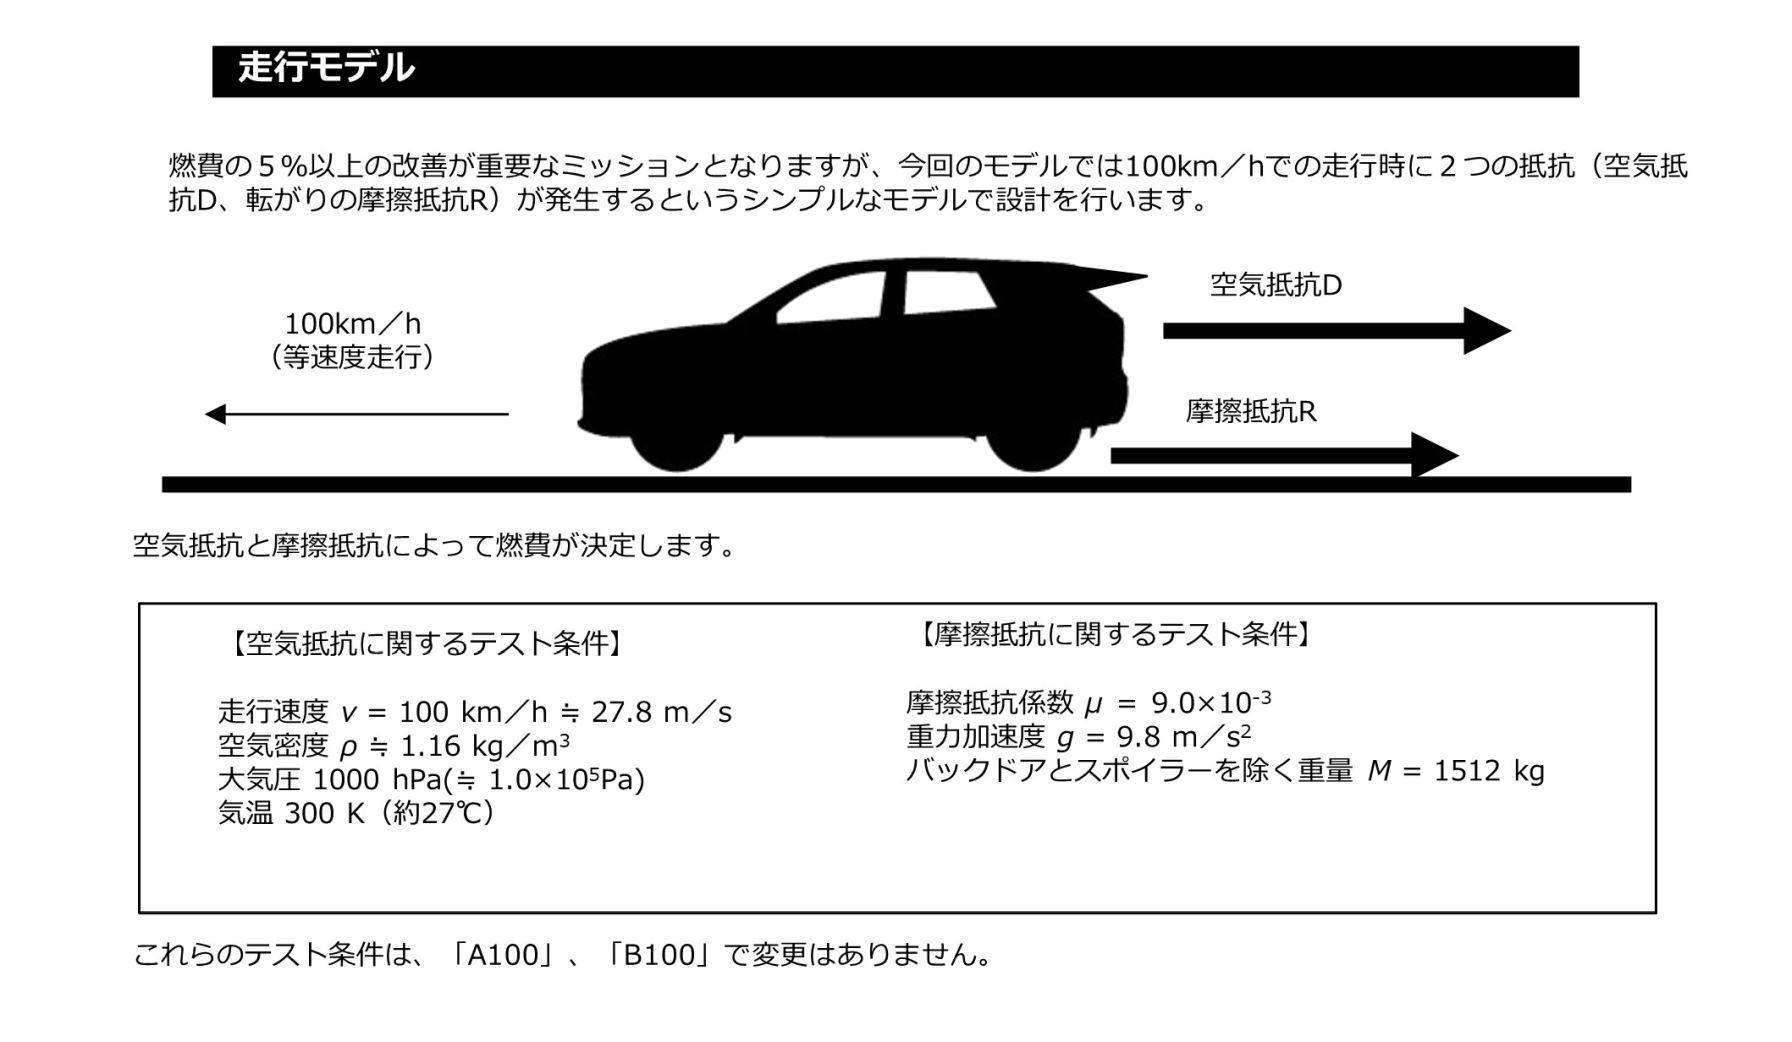 走行モデル
燃費の５%以上の改善が重要なミッションとなりますが、今回のモデルでは100km／hでの走行時に２つの抵抗（空気抵
抗D、転がりの摩擦抵抗R）が発生するというシンプルなモデルで設計を行います。
空気抵抗D
100km／h
（等速度走行）
摩擦抵抗R
空気抵抗と摩擦抵抗によって燃費が決定します。
【空気抵抗に関するテスト条件】
走行速度 v = 100 km／h ≒ 27.8 m／s
空気密度 ρ ≒ 1.16 kg／m³
大気圧 1000 hPa(≒ 1.0×10⁵Pa)
気温 300 K（約27℃）
【摩擦抵抗に関するテスト条件】
摩擦抵抗係数 μ = 9.0×10⁻³
重力加速度 g = 9.8 m／s²
バックドアとスポイラーを除く重量 M = 1512 kg
これらのテスト条件は、「A100」、「B100」で変更はありません。